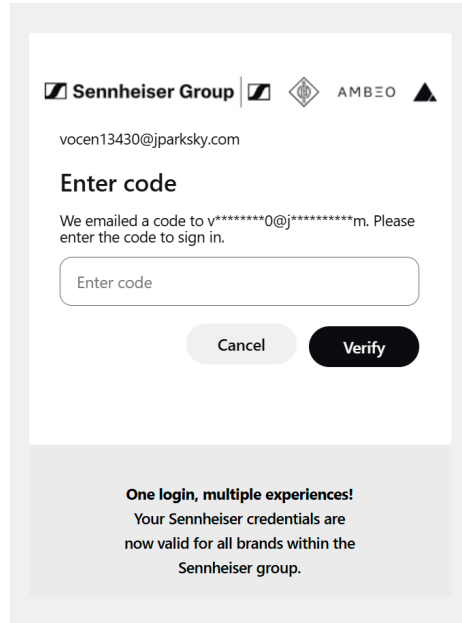 Sennheiser Group
AMBEO
vocen13430@jparksky.com
Enter code
We emailed a code to v********0@j**********m. Please
enter the code to sign in.
Enter code
Cancel
Verify
One login, multiple experiences!
Your Sennheiser credentials are
now valid for all brands within the
Sennheiser group.